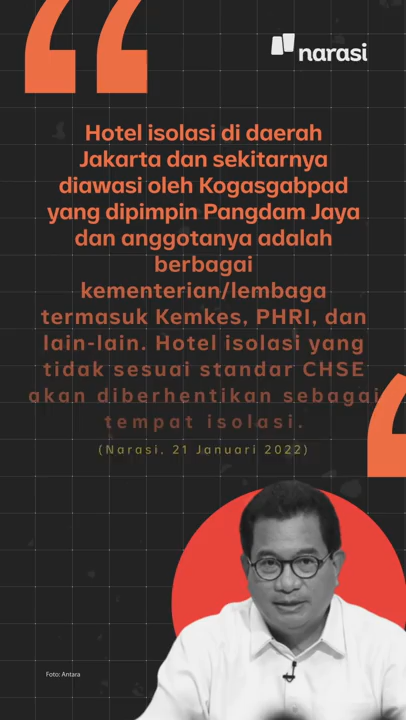 narasi
Hotel isolasi di daerah
Jakarta dan sekitarnya
diawasi oleh Kogasgabpad
yang dipimpin Pangdam Jaya
dan anggotanya adalah
berbagai
kementerian/lembaga
termasuk Kemkes, PHRI, dan
lain-lain. Hotel isolasi yang
tidak sesuai standar CHSE
akan diberhentikan sebagai
tempat isolasi.
(Narasi, 21 Januari 2022)
Foto: Antara